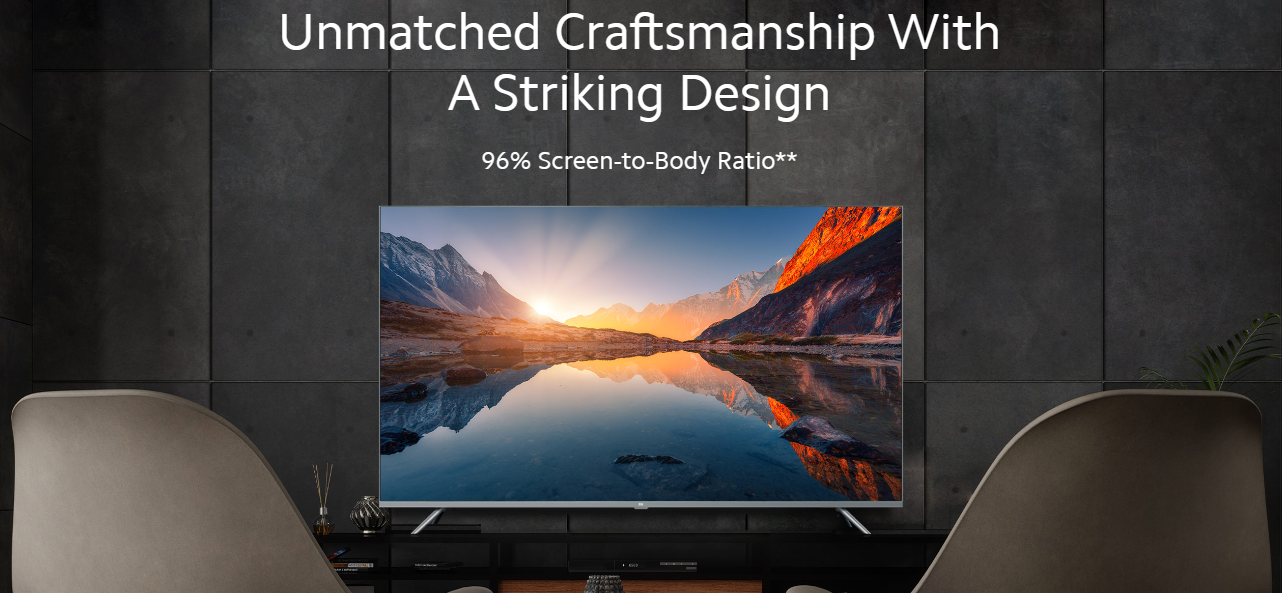 Unmatched Craftsmanship With
A Striking Design
96% Screen-to-Body Ratio**